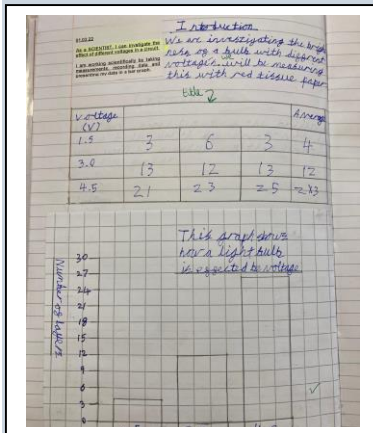 Introduction
01.03.22
As a SCIENTIST, I can investigate the
effect of different voltages in a circuit.
I am working scientifically by taking
measurements, recording data and
presenting my data in a bar graph.
We are investigating the brigh
ness of a bulb with different
voltages. will be measuring
this with red tissue paper
title
Voltage
(V) Averag
1.5 3 6 3 4
3.0 13 12 13 12
4.5 21 23 25 23
This graph shows
how a light bulb
is effected by voltage
Number of layers
30
27
24
21
18
15
12
9
6
3
0